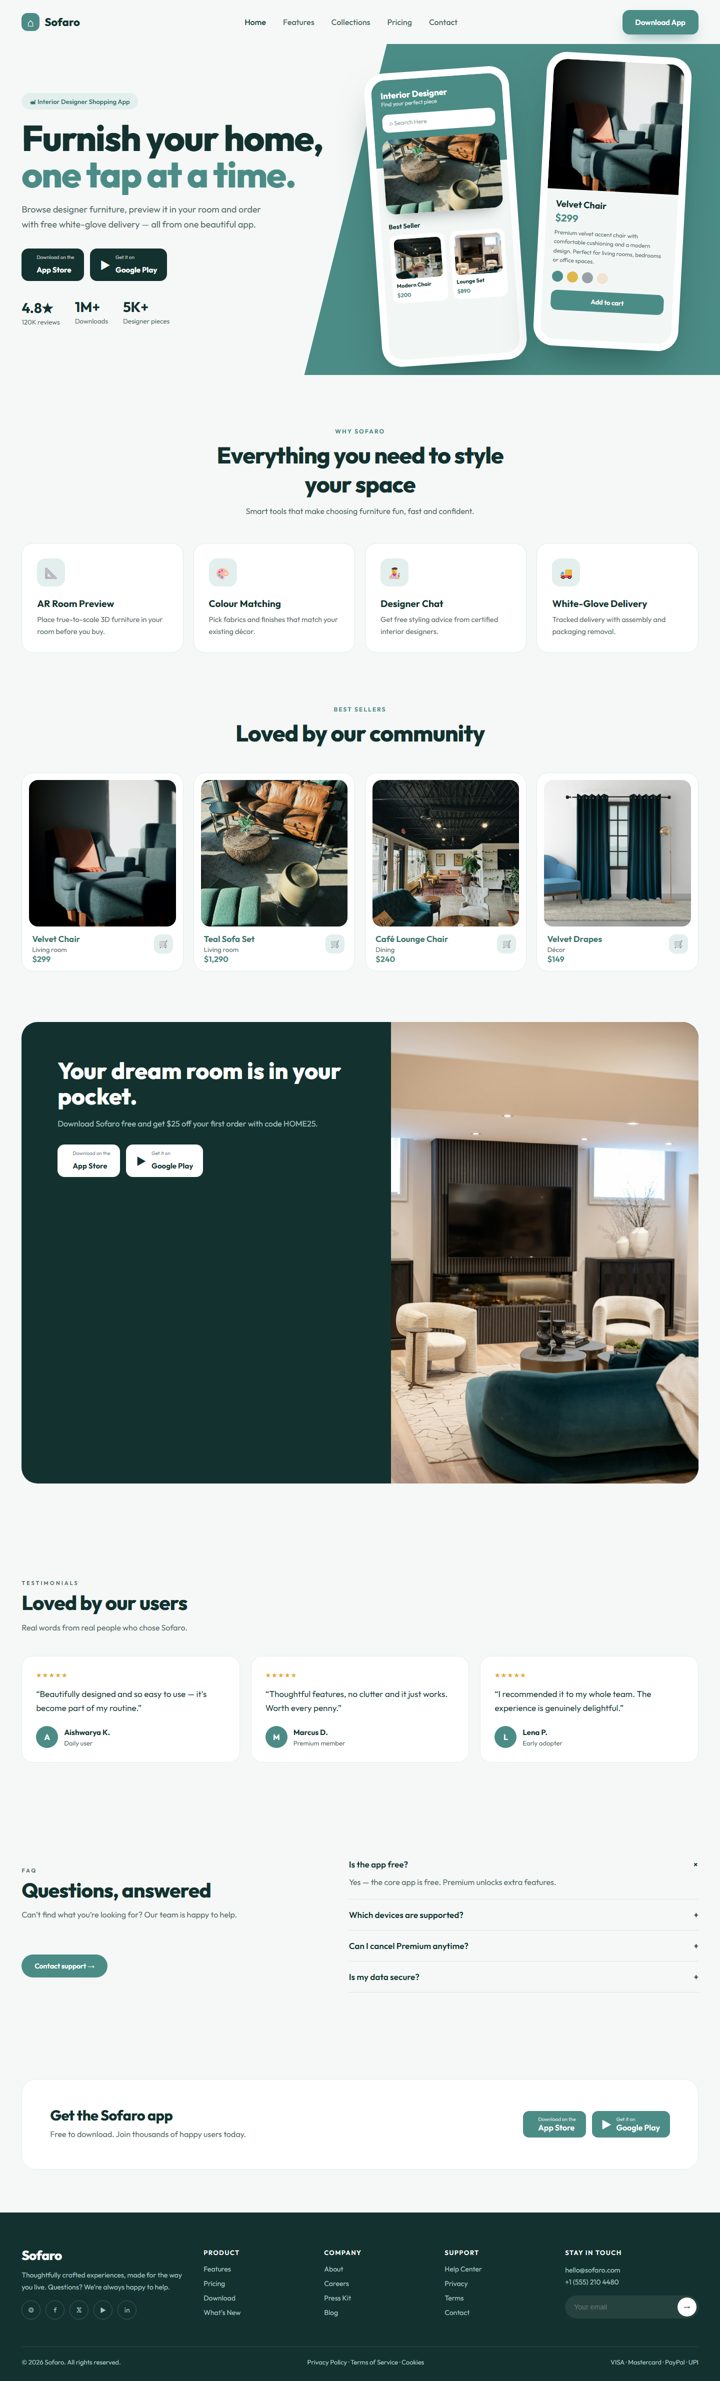 Sofaro
Home Features Collections Pricing Contact
Download App
Interior Designer Shopping App
Furnish your home,
one tap at a time.
Browse designer furniture, preview it in your room and order
with free white-glove delivery — all from one beautiful app.
Download on the
App Store
Get it on
Google Play
4.8★
120K reviews
1M+
Downloads
5K+
Designer pieces
Interior Designer
Find your perfect piece
Search Here
Best Seller
Modern Chair
$200
Lounge Set
$890
Velvet Chair
$299
Premium velvet accent chair with
comfortable cushioning and a modern
design. Perfect for living rooms, bedrooms
or office spaces.
Add to cart
WHY SOFARO
Everything you need to style
your space
Smart tools that make choosing furniture fun, fast and confident.
AR Room Preview
Place true-to-scale 3D furniture in your
room before you buy.
Colour Matching
Pick fabrics and finishes that match your
existing décor.
Designer Chat
Get free styling advice from certified
interior designers.
White-Glove Delivery
Tracked delivery with assembly and
packaging removal.
BEST SELLERS
Loved by our community
Velvet Chair
Living room
$299
Teal Sofa Set
Living room
$1,290
Café Lounge Chair
Dining
$240
Velvet Drapes
Décor
$149
Your dream room is in your
pocket.
Download Sofaro free and get $25 off your first order with code HOME25.
Download on the
App Store
Get it on
Google Play
TESTIMONIALS
Loved by our users
Real words from real people who chose Sofaro.
★★★★★
“Beautifully designed and so easy to use — it's
become part of my routine.”
A
Aishwarya K.
Daily user
★★★★★
“Thoughtful features, no clutter and it just works.
Worth every penny.”
M
Marcus D.
Premium member
★★★★★
“I recommended it to my whole team. The
experience is genuinely delightful.”
L
Lena P.
Early adopter
FAQ
Questions, answered
Can't find what you're looking for? Our team is happy to help.
Contact support →
Is the app free? ×
Yes — the core app is free. Premium unlocks extra features.
Which devices are supported? +
Can I cancel Premium anytime? +
Is my data secure? +
Get the Sofaro app
Free to download. Join thousands of happy users today.
Download on the
App Store
Get it on
Google Play
Sofaro
Thoughtfully crafted experiences, made for the way
you live. Questions? We're always happy to help.
f
in
PRODUCT
Features
Pricing
Download
What's New
COMPANY
About
Careers
Press Kit
Blog
SUPPORT
Help Center
Privacy
Terms
Contact
STAY IN TOUCH
hello@sofaro.com
+1 (555) 210 4480
Your email
→
© 2026 Sofaro. All rights reserved.
Privacy Policy · Terms of Service · Cookies
VISA · Mastercard · PayPal · UPI